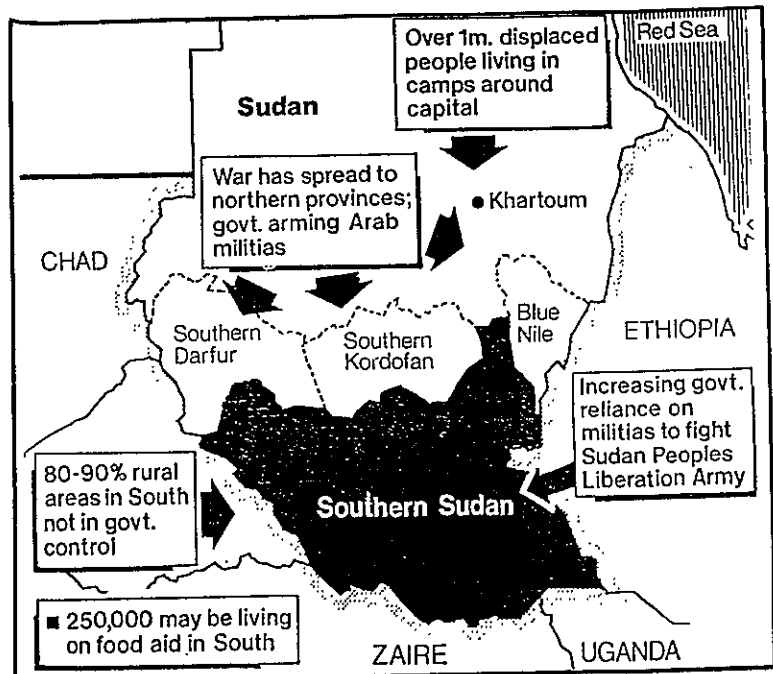 Over 1m. displaced
people living in
camps around
capital
Red Sea
Sudan
War has spread to
northern provinces;
govt. arming Arab
militias
Khartoum
CHAD
Southern
Darfur
Southern
Kordofan
Blue
Nile
ETHIOPIA
Increasing govt.
reliance on
militias to fight
Sudan Peoples
Liberation Army
80-90% rural
areas in South
not in govt.
control
Southern Sudan
250,000 may be living
on food aid in South
ZAIRE
UGANDA